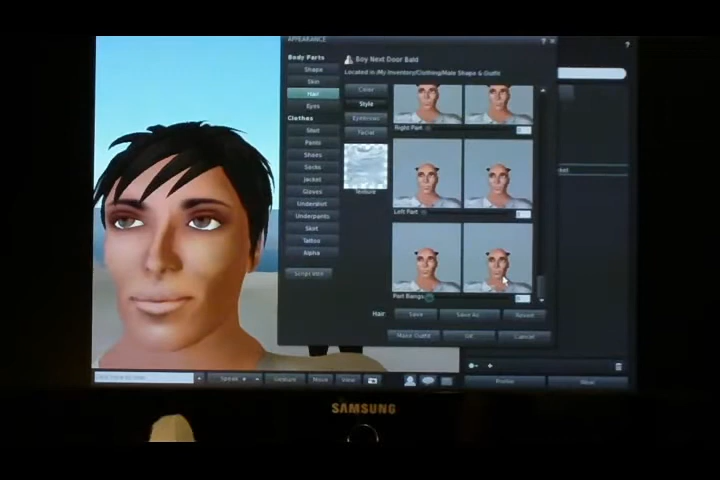 APPEARANCE
? x
?
Body Parts
Boy Next Door Bald
Located in /My Inventory/Clothing/Male Shape & Outfit
Shape
Skin
Hair
Eyes
Color
Style
Eyebrows
Facial
Texture
Clothes
Shirt
Pants
Shoes
Socks
Jacket
Gloves
Undershirt
Underpants
Skirt
Tattoo
Alpha
Script Info
Right Part
Left Part
Part Bangs
Hair:
Save
Save As
Revert
Make Outfit
Cancel
Speak
Gesture
Move
View
SAMSUNG